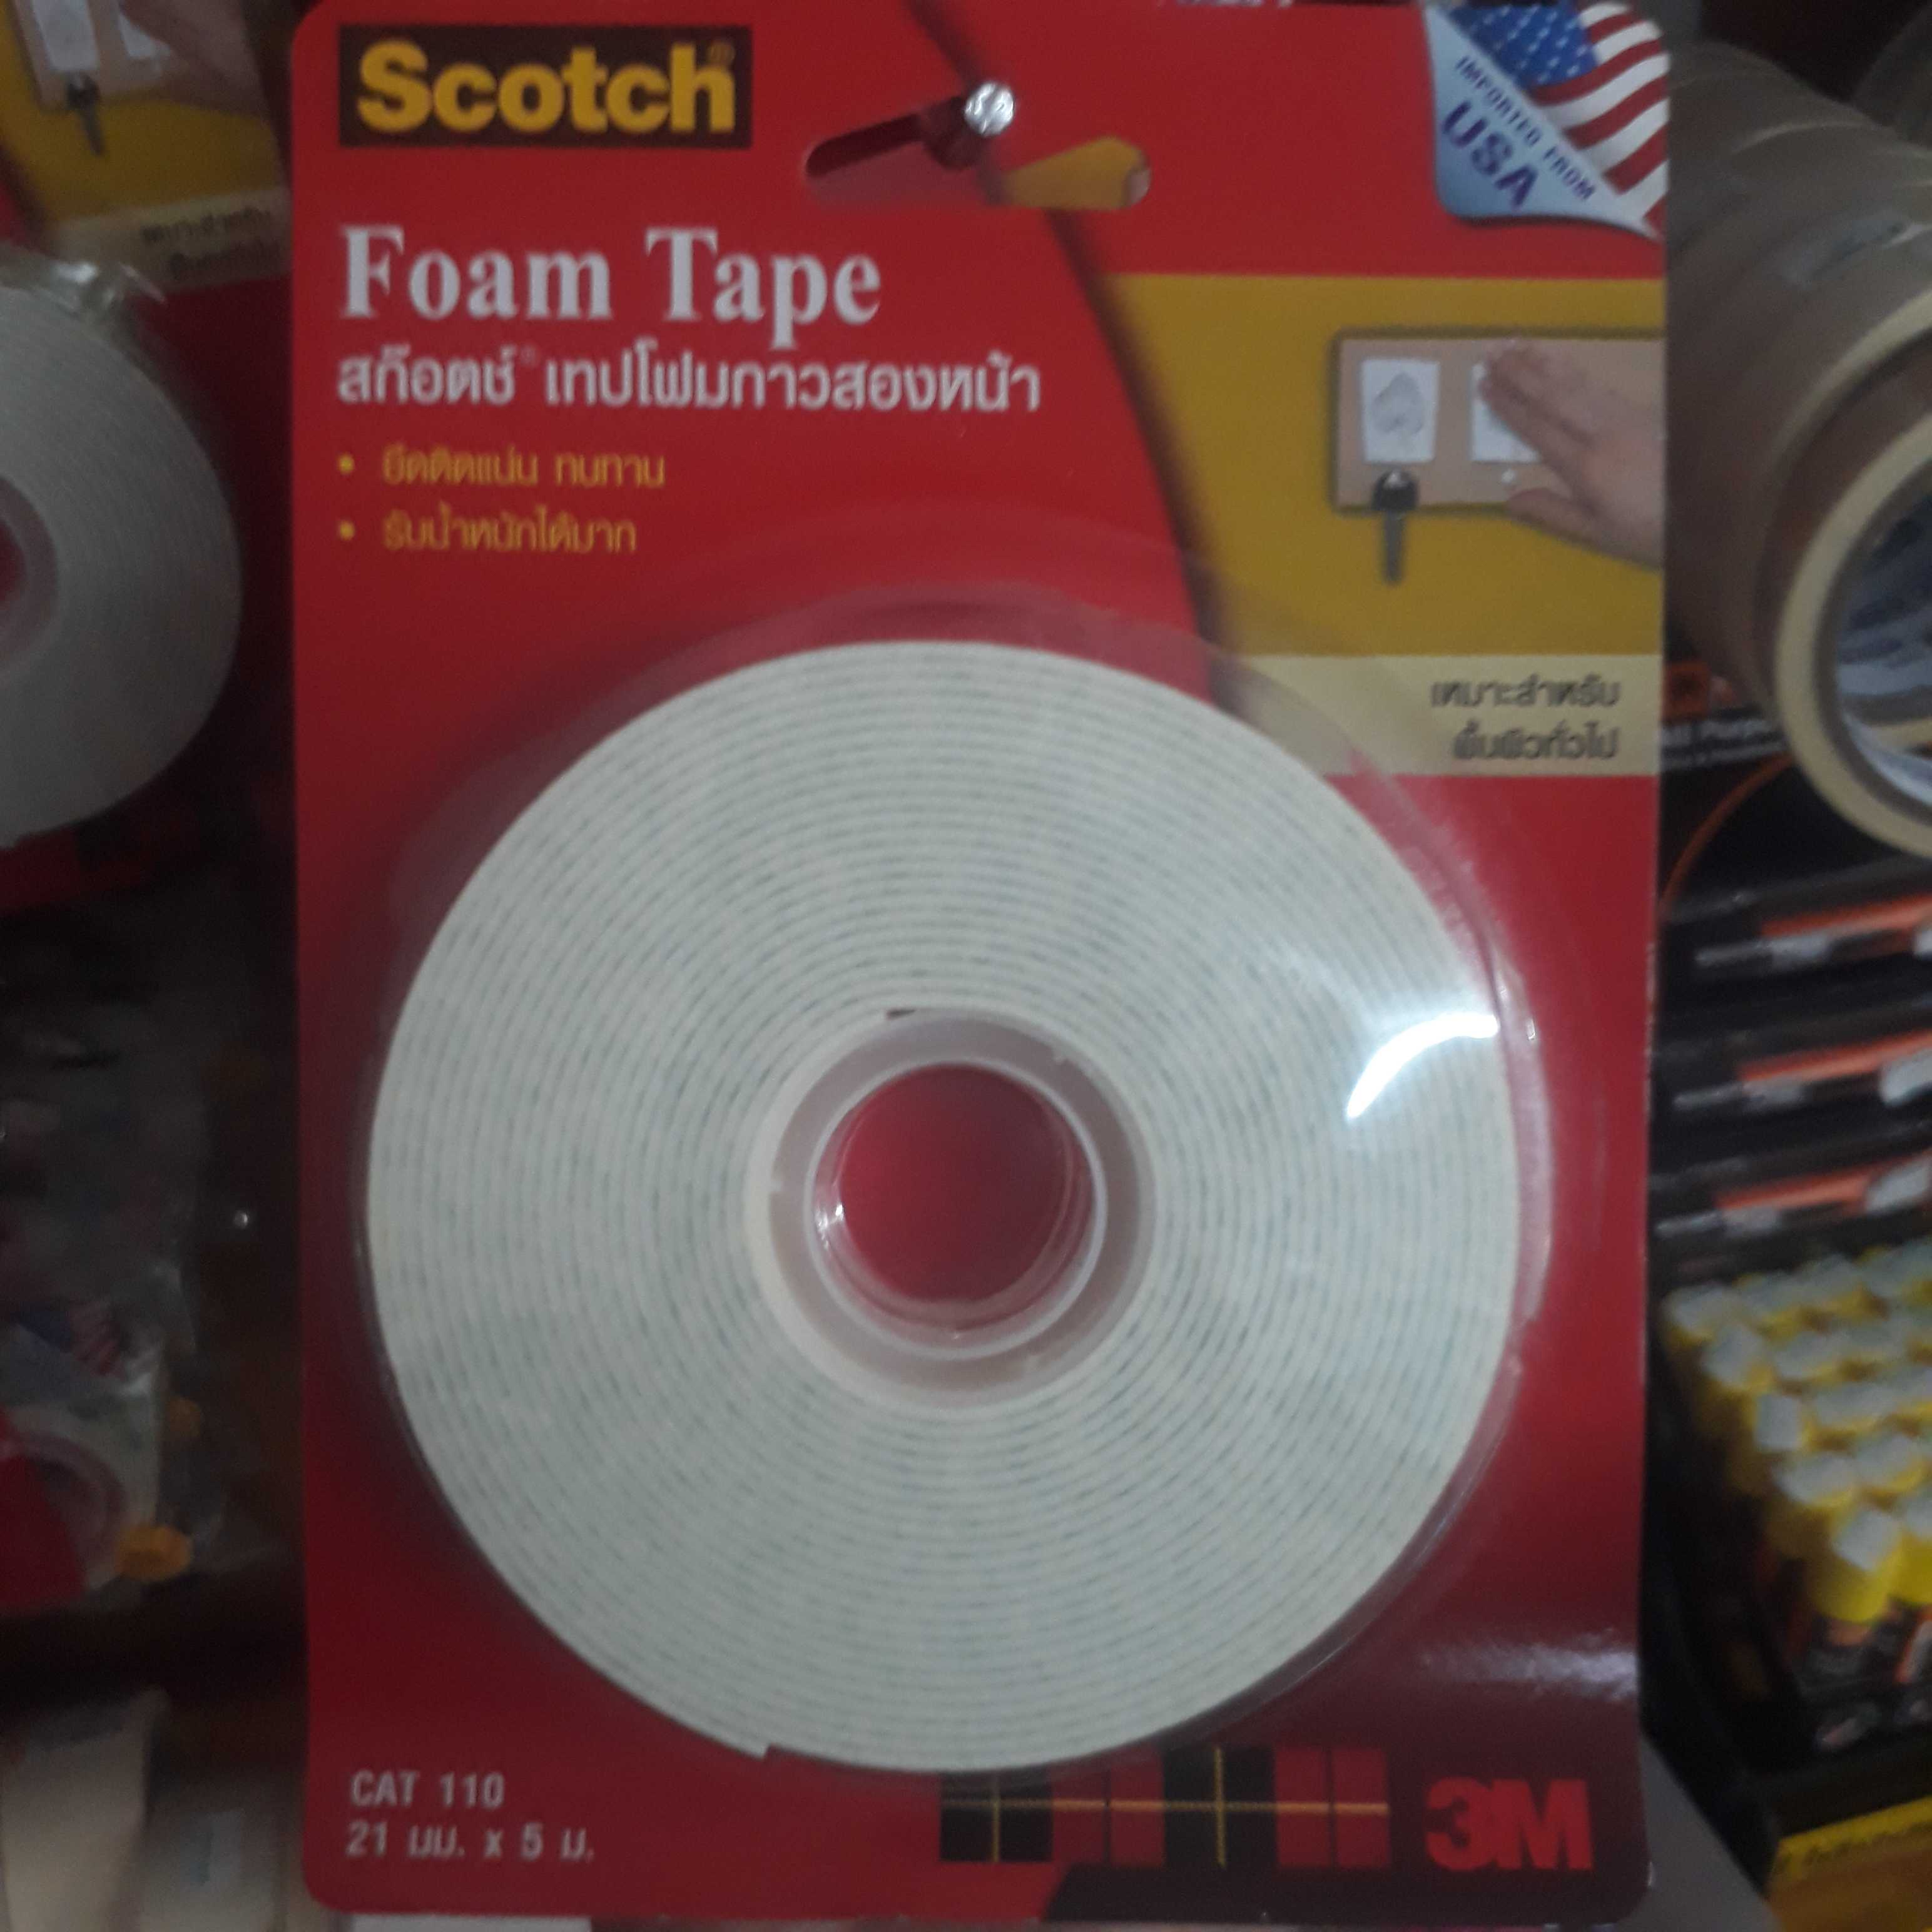 Scotch®
IMPORTED FROM
USA
Foam Tape
สก๊อตช์® เทปโฟมกาวสองหน้า
• ยึดติดแน่น ทนทาน
• รับน้ำหนักได้มาก
เหมาะสำหรับ
พื้นผิวทั่วไป
CAT 110
21 มม. x 5 ม.
3M